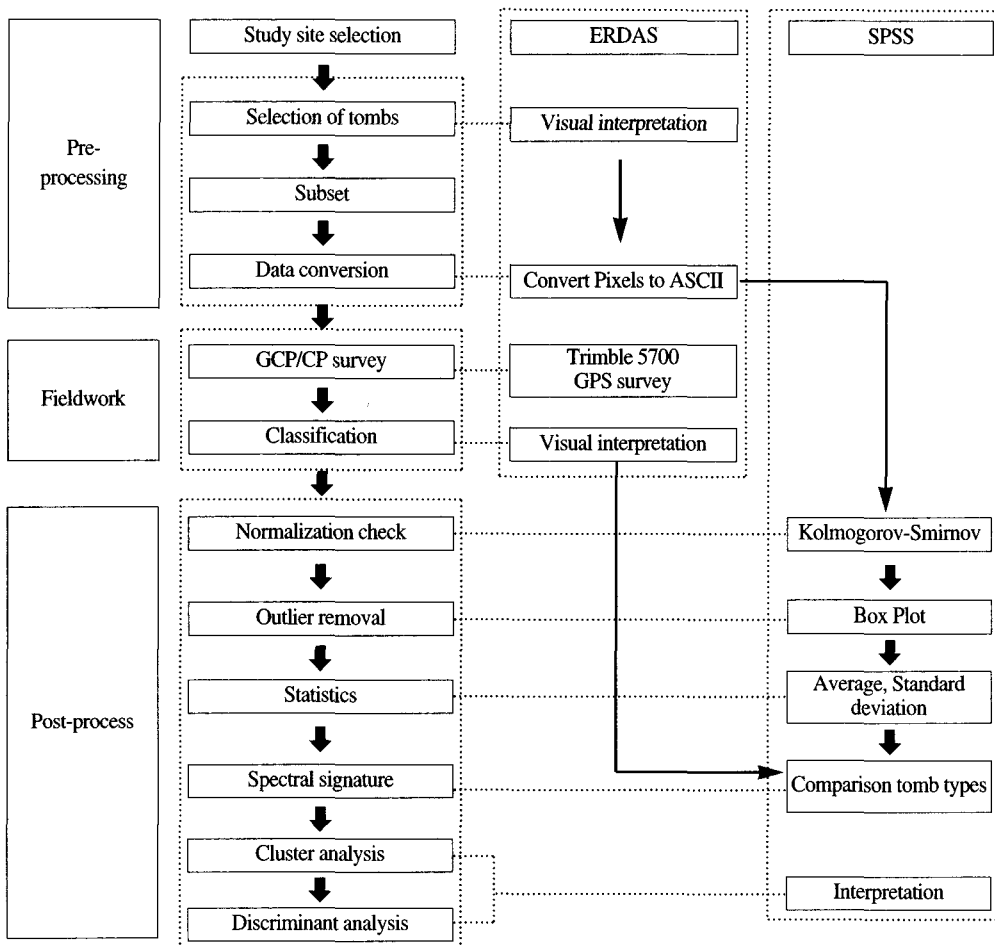 Pre-
processing
Fieldwork
Post-process
Study site selection
Selection of tombs
Subset
Data conversion
GCP/CP survey
Classification
Normalization check
Outlier removal
Statistics
Spectral signature
Cluster analysis
Discriminant analysis
ERDAS
Visual interpretation
Convert Pixels to ASCII
Trimble 5700
GPS survey
Visual interpretation
SPSS
Kolmogorov-Smirnov
Box Plot
Average, Standard
deviation
Comparison tomb types
Interpretation